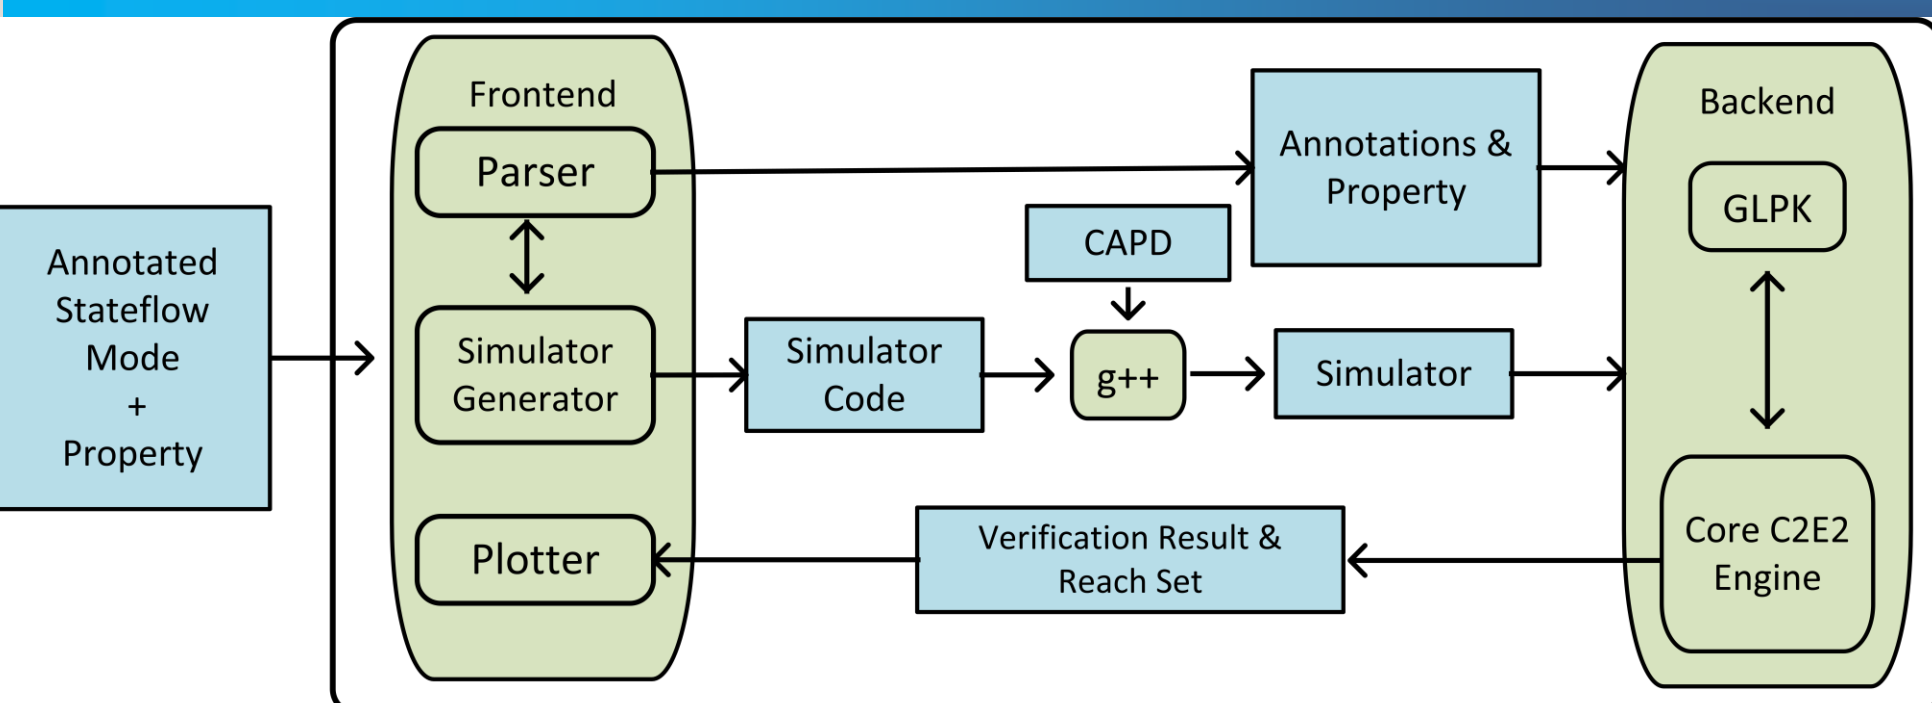 Annotated
Stateflow
Mode
+
Property
Frontend
Parser
Simulator
Generator
Plotter
Simulator
Code
CAPD
g++
Annotations &
Property
Simulator
Verification Result &
Reach Set
Backend
GLPK
Core C2E2
Engine